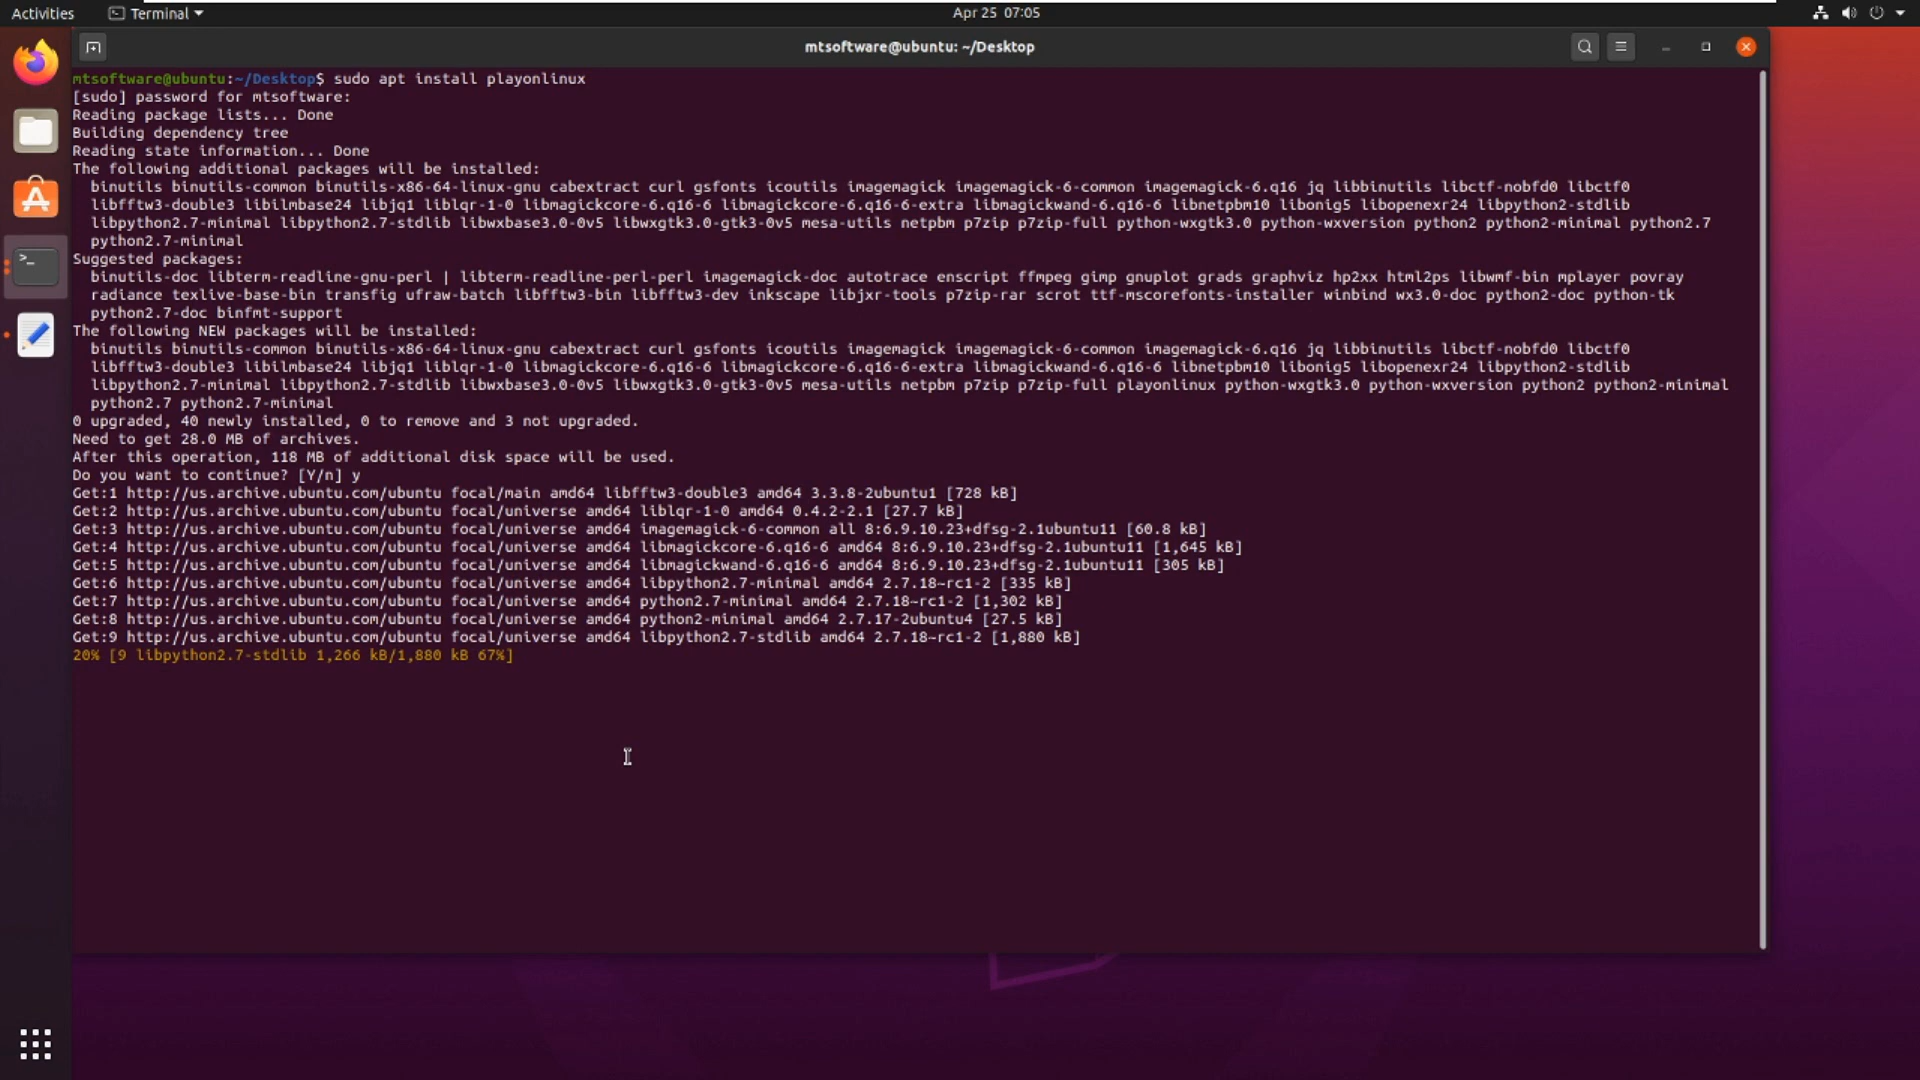 Activities
Terminal
Apr 25 07:05
mtsoftware@ubuntu: ~/Desktop
mtsoftware@ubuntu:~/Desktop$ sudo apt install playonlinux
[sudo] password for mtsoftware:
Reading package lists... Done
Building dependency tree
Reading state information... Done
The following additional packages will be installed:
binutils binutils-common binutils-x86-64-linux-gnu cabextract curl gsfonts icoutils imagemagick imagemagick-6-common imagemagick-6.q16 jq libbinutils libctf-nobfd0 libctf0
libfftw3-double3 libilmbase24 libjq1 liblqr-1-0 libmagickcore-6.q16-6 libmagickcore-6.q16-6-extra libmagickwand-6.q16-6 libnetpbm10 libonig5 libopenexr24 libpython2-stdlib
libpython2.7-minimal libpython2.7-stdlib libwxbase3.0-0v5 libwxgtk3.0-gtk3-0v5 mesa-utils netpbm p7zip p7zip-full python-wxgtk3.0 python-wxversion python2 python2-minimal python2.7
python2.7-minimal
Suggested packages:
binutils-doc libterm-readline-gnu-perl | libterm-readline-perl-perl imagemagick-doc autotrace enscript ffmpeg gimp gnuplot grads graphviz hp2xx html2ps libwmf-bin mplayer povray
radiance texlive-base-bin transfig ufraw-batch libfftw3-bin libfftw3-dev inkscape libjxr-tools p7zip-rar scrot ttf-mscorefonts-installer winbind wx3.0-doc python2-doc python-tk
python2.7-doc binfmt-support
The following NEW packages will be installed:
binutils binutils-common binutils-x86-64-linux-gnu cabextract curl gsfonts icoutils imagemagick imagemagick-6-common imagemagick-6.q16 jq libbinutils libctf-nobfd0 libctf0
libfftw3-double3 libilmbase24 libjq1 liblqr-1-0 libmagickcore-6.q16-6 libmagickcore-6.q16-6-extra libmagickwand-6.q16-6 libnetpbm10 libonig5 libopenexr24 libpython2-stdlib
libpython2.7-minimal libpython2.7-stdlib libwxbase3.0-0v5 libwxgtk3.0-gtk3-0v5 mesa-utils netpbm p7zip p7zip-full playonlinux python-wxgtk3.0 python-wxversion python2 python2-minimal
python2.7 python2.7-minimal
0 upgraded, 40 newly installed, 0 to remove and 3 not upgraded.
Need to get 28.0 MB of archives.
After this operation, 118 MB of additional disk space will be used.
Do you want to continue? [Y/n] y
Get:1 http://us.archive.ubuntu.com/ubuntu focal/main amd64 libfftw3-double3 amd64 3.3.8-2ubuntu1 [728 kB]
Get:2 http://us.archive.ubuntu.com/ubuntu focal/universe amd64 liblqr-1-0 amd64 0.4.2-2.1 [27.7 kB]
Get:3 http://us.archive.ubuntu.com/ubuntu focal/universe amd64 imagemagick-6-common all 8:6.9.10.23+dfsg-2.1ubuntu11 [60.8 kB]
Get:4 http://us.archive.ubuntu.com/ubuntu focal/universe amd64 libmagickcore-6.q16-6 amd64 8:6.9.10.23+dfsg-2.1ubuntu11 [1,645 kB]
Get:5 http://us.archive.ubuntu.com/ubuntu focal/universe amd64 libmagickwand-6.q16-6 amd64 8:6.9.10.23+dfsg-2.1ubuntu11 [305 kB]
Get:6 http://us.archive.ubuntu.com/ubuntu focal/universe amd64 libpython2.7-minimal amd64 2.7.18~rc1-2 [335 kB]
Get:7 http://us.archive.ubuntu.com/ubuntu focal/universe amd64 python2.7-minimal amd64 2.7.18~rc1-2 [1,302 kB]
Get:8 http://us.archive.ubuntu.com/ubuntu focal/universe amd64 python2-minimal amd64 2.7.17-2ubuntu4 [27.5 kB]
Get:9 http://us.archive.ubuntu.com/ubuntu focal/universe amd64 libpython2.7-stdlib amd64 2.7.18~rc1-2 [1,880 kB]
20% [9 libpython2.7-stdlib 1,266 kB/1,880 kB 67%]